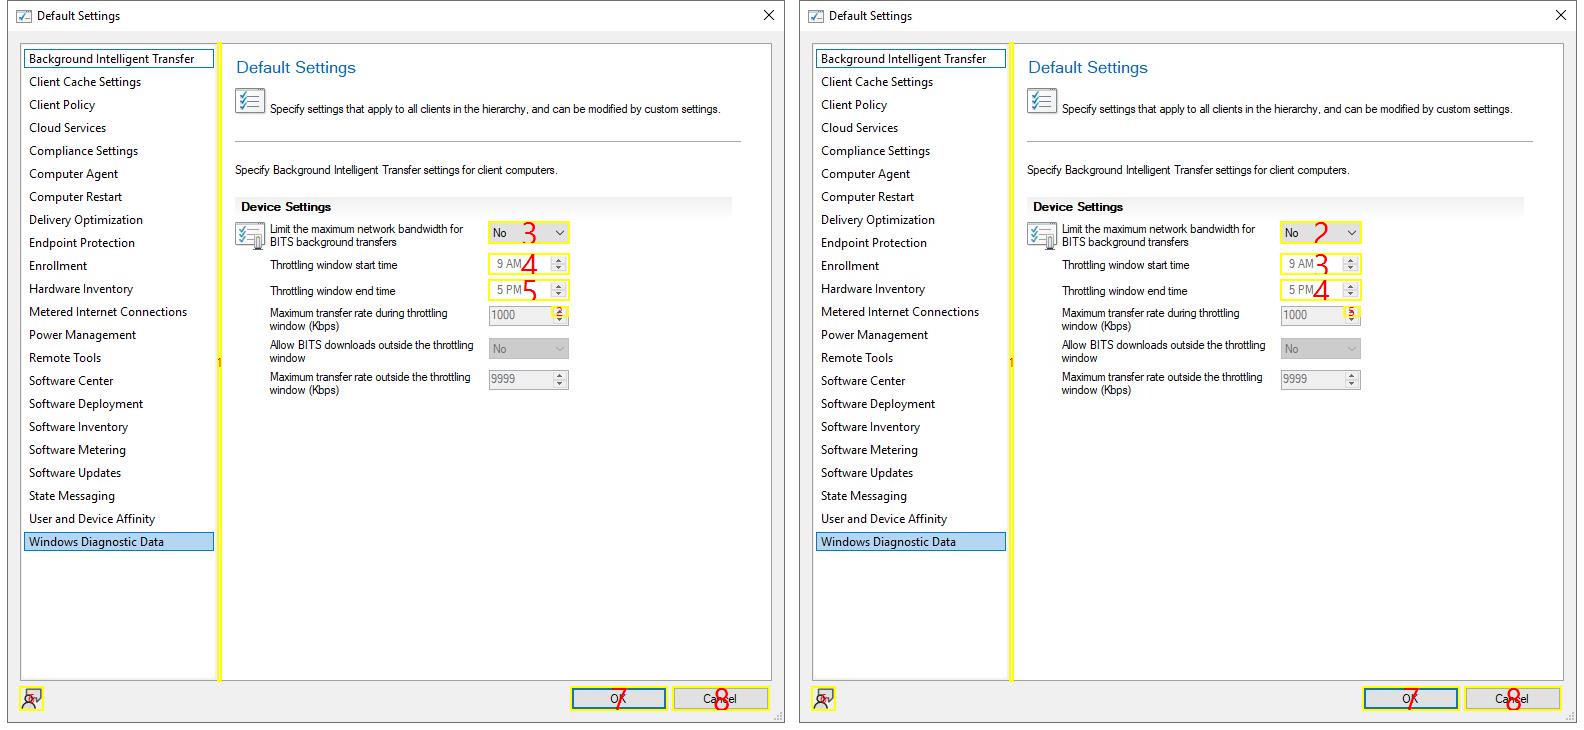 Default Settings
Background Intelligent Transfer
Client Cache Settings
Client Policy
Cloud Services
Compliance Settings
Computer Agent
Computer Restart
Delivery Optimization
Endpoint Protection
Enrollment
Hardware Inventory
Metered Internet Connections
Power Management
Remote Tools
Software Center
Software Deployment
Software Inventory
Software Metering
Software Updates
State Messaging
User and Device Affinity
Windows Diagnostic Data
1
Default Settings
Specify settings that apply to all clients in the hierarchy, and can be modified by custom settings.
Specify Background Intelligent Transfer settings for client computers.
Device Settings
Limit the maximum network bandwidth for
BITS background transfers
No 3
Throttling window start time
9 AM 4
Throttling window end time
5 PM 5
Maximum transfer rate during throttling
window (Kbps)
1000 2
Allow BITS downloads outside the throttling
window
No
Maximum transfer rate outside the throttling
window (Kbps)
9999
OK 7
Cancel 8
Default Settings
Background Intelligent Transfer
Client Cache Settings
Client Policy
Cloud Services
Compliance Settings
Computer Agent
Computer Restart
Delivery Optimization
Endpoint Protection
Enrollment
Hardware Inventory
Metered Internet Connections
Power Management
Remote Tools
Software Center
Software Deployment
Software Inventory
Software Metering
Software Updates
State Messaging
User and Device Affinity
Windows Diagnostic Data
1
Default Settings
Specify settings that apply to all clients in the hierarchy, and can be modified by custom settings.
Specify Background Intelligent Transfer settings for client computers.
Device Settings
Limit the maximum network bandwidth for
BITS background transfers
No 2
Throttling window start time
9 AM 3
Throttling window end time
5 PM 4
Maximum transfer rate during throttling
window (Kbps)
1000 5
Allow BITS downloads outside the throttling
window
No
Maximum transfer rate outside the throttling
window (Kbps)
9999
OK 7
Cancel 8